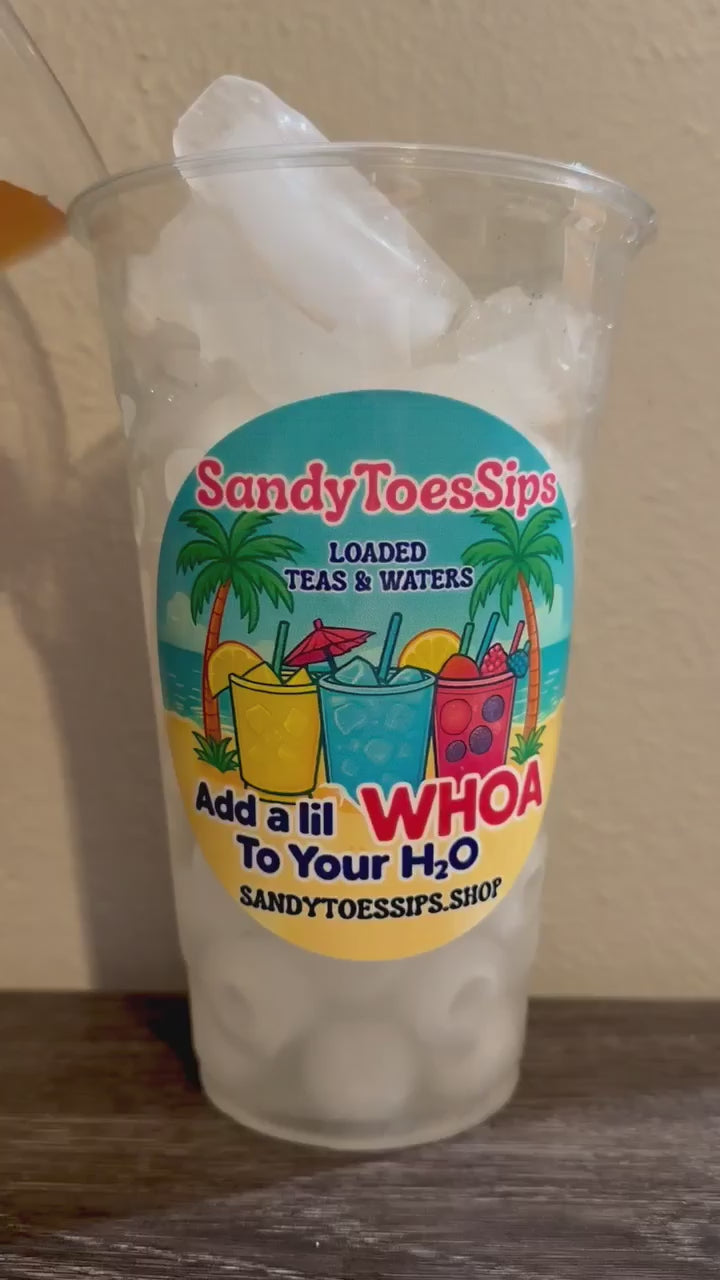 SandyToesSips
LOADED
TEAS & WATERS
Add a lil WHOA
To Your H₂O
SANDYTOESSIPS.SHOP